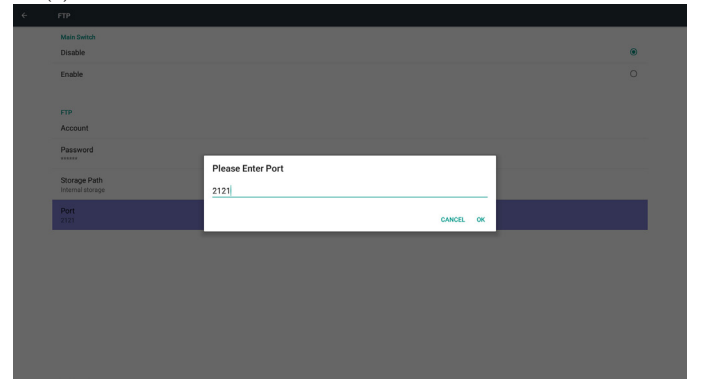 FTP
Main Switch
Disable
Enable
FTP
Account
Password
******
Storage Path
Internal storage
Port
2121
Please Enter Port
2121
CANCEL OK